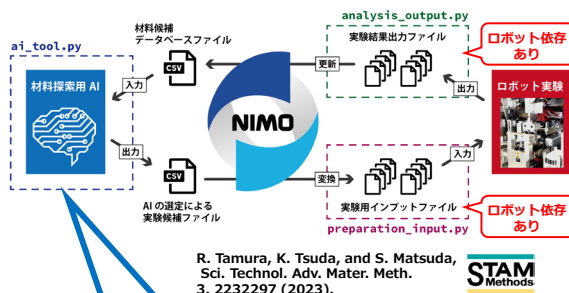 analysis_output.py
実験結果出力ファイル
ロボット依存
あり
材料候補
データベースファイル
ai_tool.py
CSV
更新
出力
材料探索用 AI
入力
ロボット実験
NIMO
出力
CSV
変換
入力
AI の選定による
実験候補ファイル
実験用インプットファイル
preparation_input.py
ロボット依存
あり
R. Tamura, K. Tsuda, and S. Matsuda,
Sci. Technol. Adv. Mater. Meth.
3, 2232297 (2023).
STAM
Methods